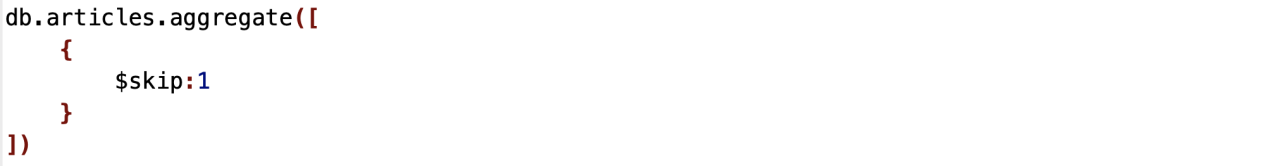 db.articles.aggregate([
    {
        $skip:1
    }
])